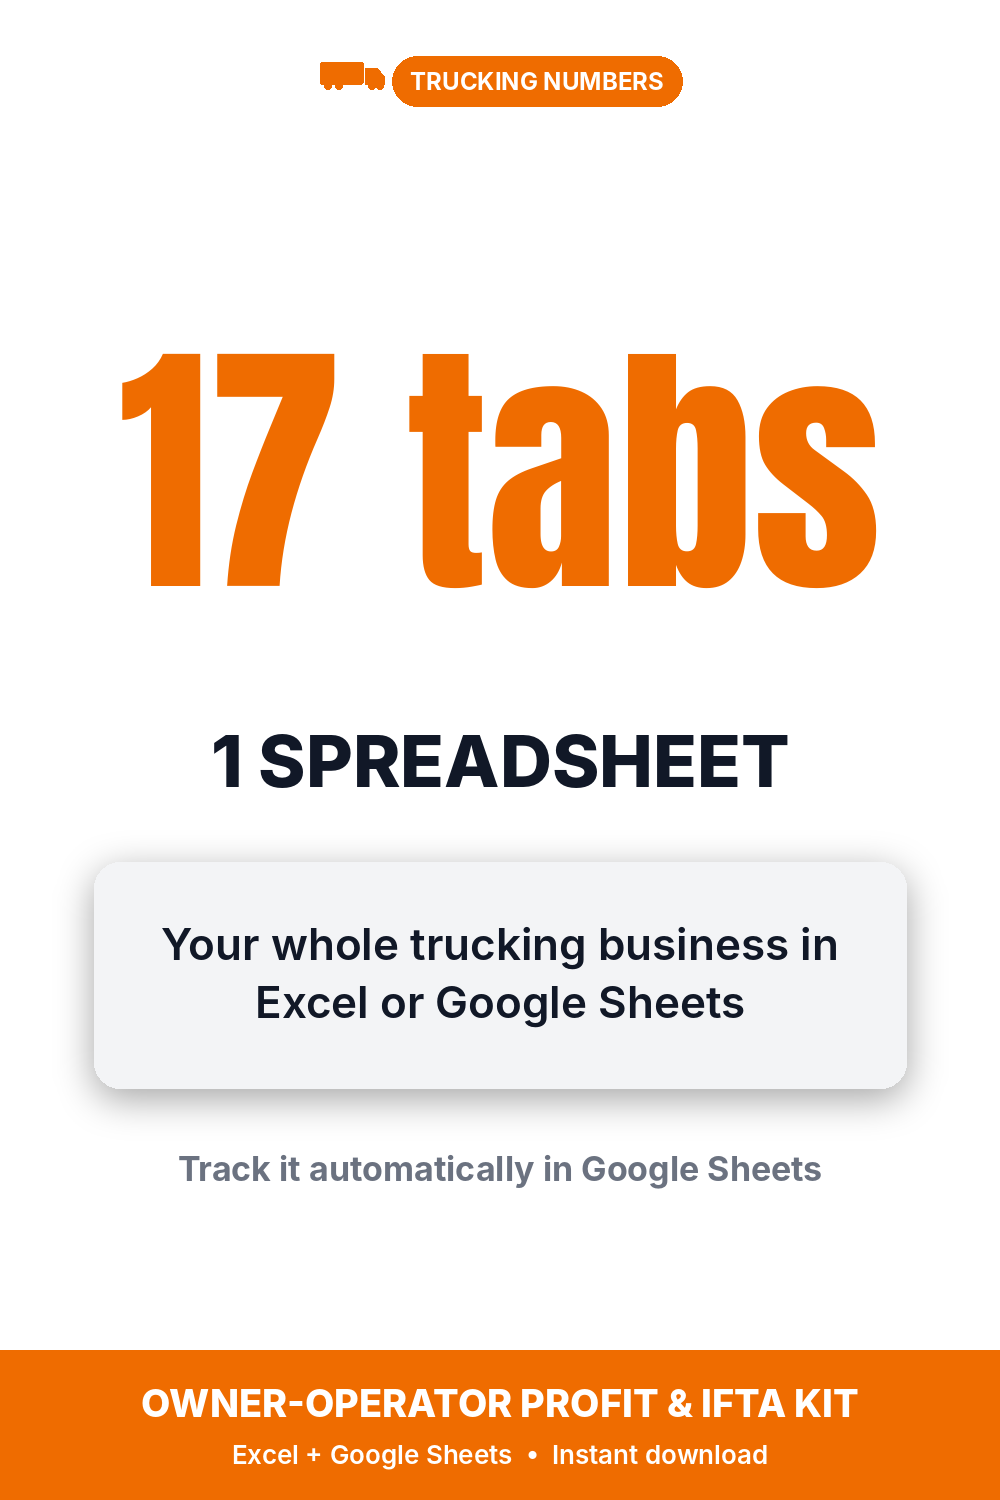 TRUCKING NUMBERS
17 tabs
1 SPREADSHEET
Your whole trucking business in
Excel or Google Sheets
Track it automatically in Google Sheets
OWNER-OPERATOR PROFIT & IFTA KIT
Excel + Google Sheets • Instant download